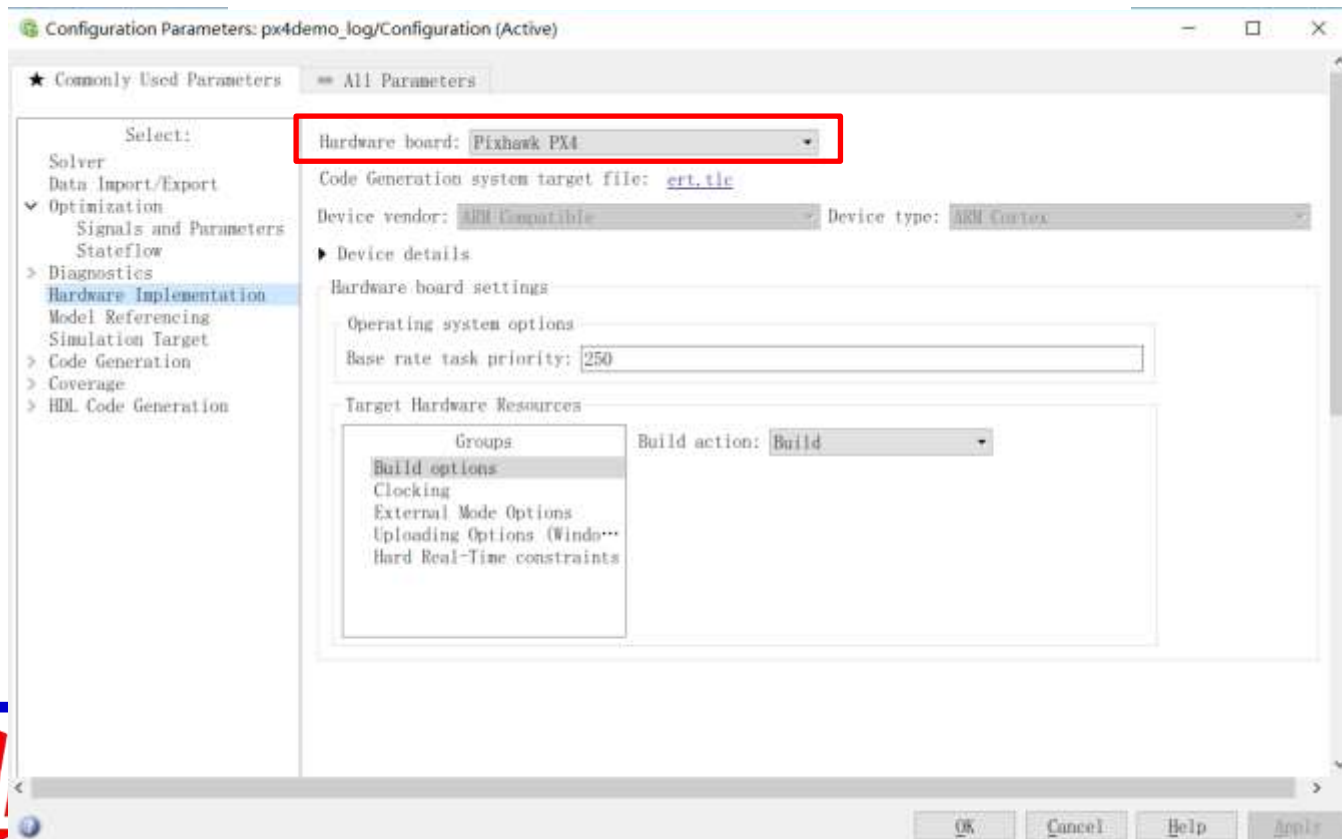 Configuration Parameters: px4demo_log/Configuration (Active)
★ Commonly Used Parameters
All Parameters
Select:
Solver
Data Import/Export
Optimization
Signals and Parameters
Stateflow
Diagnostics
Hardware Implementation
Model Referencing
Simulation Target
Code Generation
Coverage
HDL Code Generation
Hardware board: Pixhawk PX4
Code Generation system target file: ert.tlc
Device vendor: ARM Compatible Device type: ARM Cortex
Device details
Hardware board settings
Operating system options
Base rate task priority: 250
Target Hardware Resources
Groups
Build options
Clocking
External Mode Options
Uploading Options (Windo...
Hard Real-Time constraints
Build action: Build
OK Cancel Help Apply